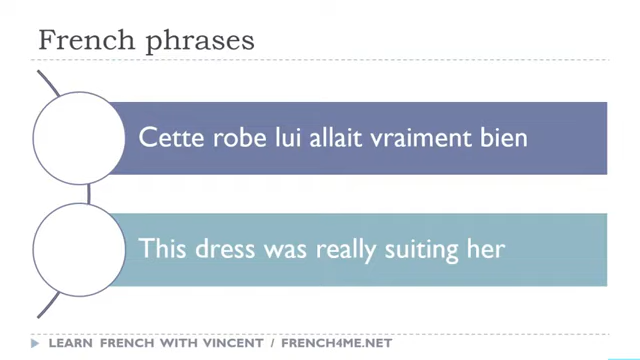 French phrases
Cette robe lui allait vraiment bien
This dress was really suiting her
LEARN FRENCH WITH VINCENT / FRENCH4ME.NET